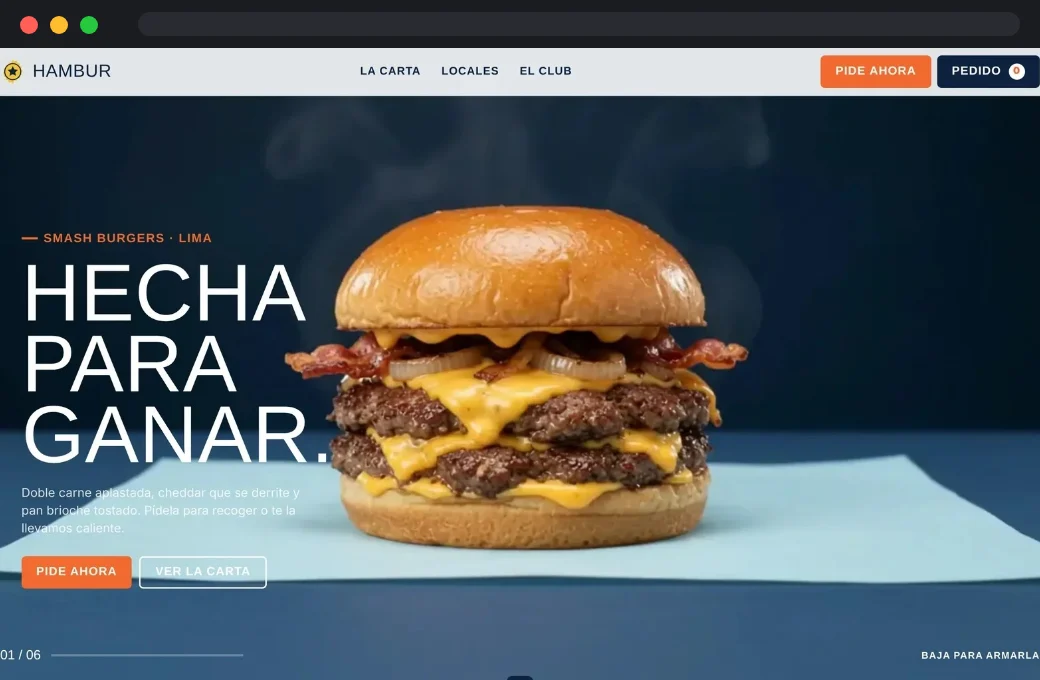 HAMBUR
LA CARTA
LOCALES
EL CLUB
PIDE AHORA
PEDIDO 0
SMASH BURGERS · LIMA
HECHA
PARA
GANAR.
Doble carne aplastada, cheddar que se derrite y
pan brioche tostado. Pídela para recoger o te la
llevamos caliente.
PIDE AHORA
VER LA CARTA
01 / 06
BAJA PARA ARMARLA